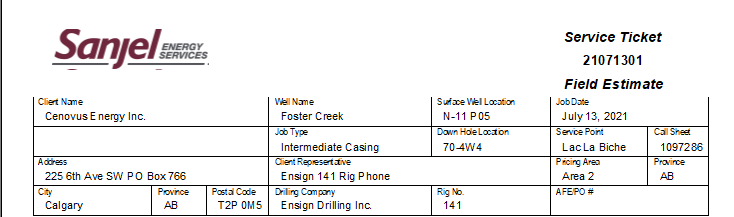 Sanjel ENERGY SERVICES
Service Ticket
21071301
Field Estimate
Client Name Well Name Surface Well Location Job Date
Cenovus Energy Inc. Foster Creek N-11 P05 July 13, 2021
Job Type Down Hole Location Service Point Call Sheet
Intermediate Casing 70-4W4 Lac La Biche 1097286
Address Client Representative Pricing Area Province
225 6th Ave SW PO Box 766 Ensign 141 Rig Phone Area 2 AB
City Province Postal Code Drilling Company Rig No. AFE/PO #
Calgary AB T2P 0M5 Ensign Drilling Inc. 141